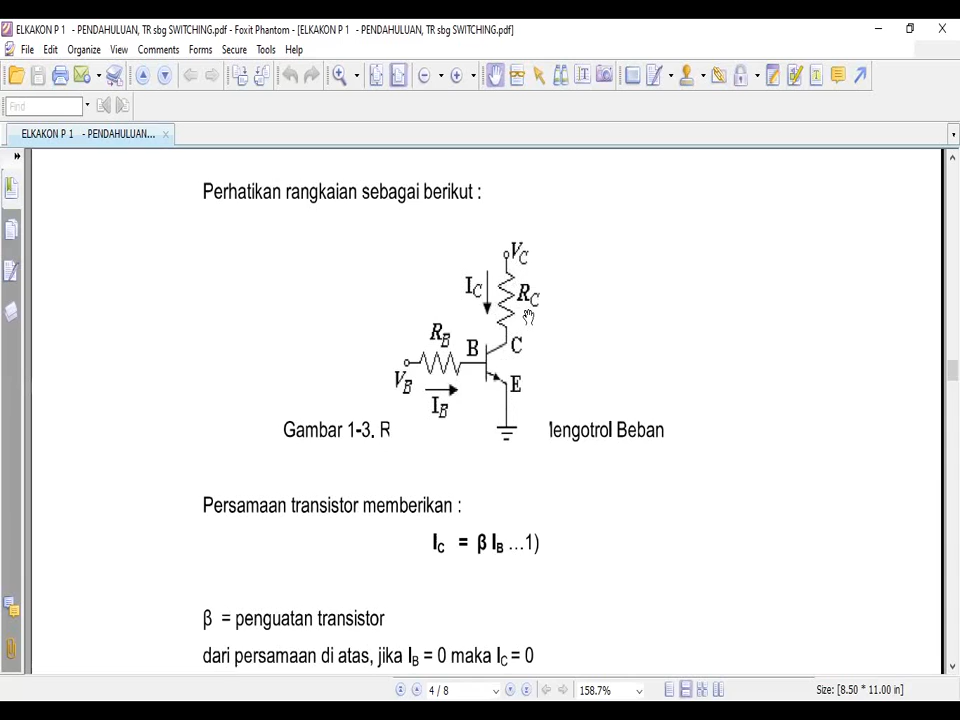 ELKAKON P 1 - PENDAHULUAN, TR sbg SWITCHING.pdf - Foxit Phantom - [ELKAKON P 1 - PENDAHULUAN, TR sbg SWITCHING.pdf]
File Edit Organize View Comments Forms Secure Tools Help
Find
ELKAKON P 1 - PENDAHULUAN...
Perhatikan rangkaian sebagai berikut :
VC
IC RC
RB B C
VB E
IB
Gambar 1-3. R Mengotrol Beban
Persamaan transistor memberikan :
IC = β IB ...1)
β = penguatan transistor
dari persamaan di atas, jika IB = 0 maka IC = 0
4 / 8 158.7% Size: [8.50 * 11.00 in]